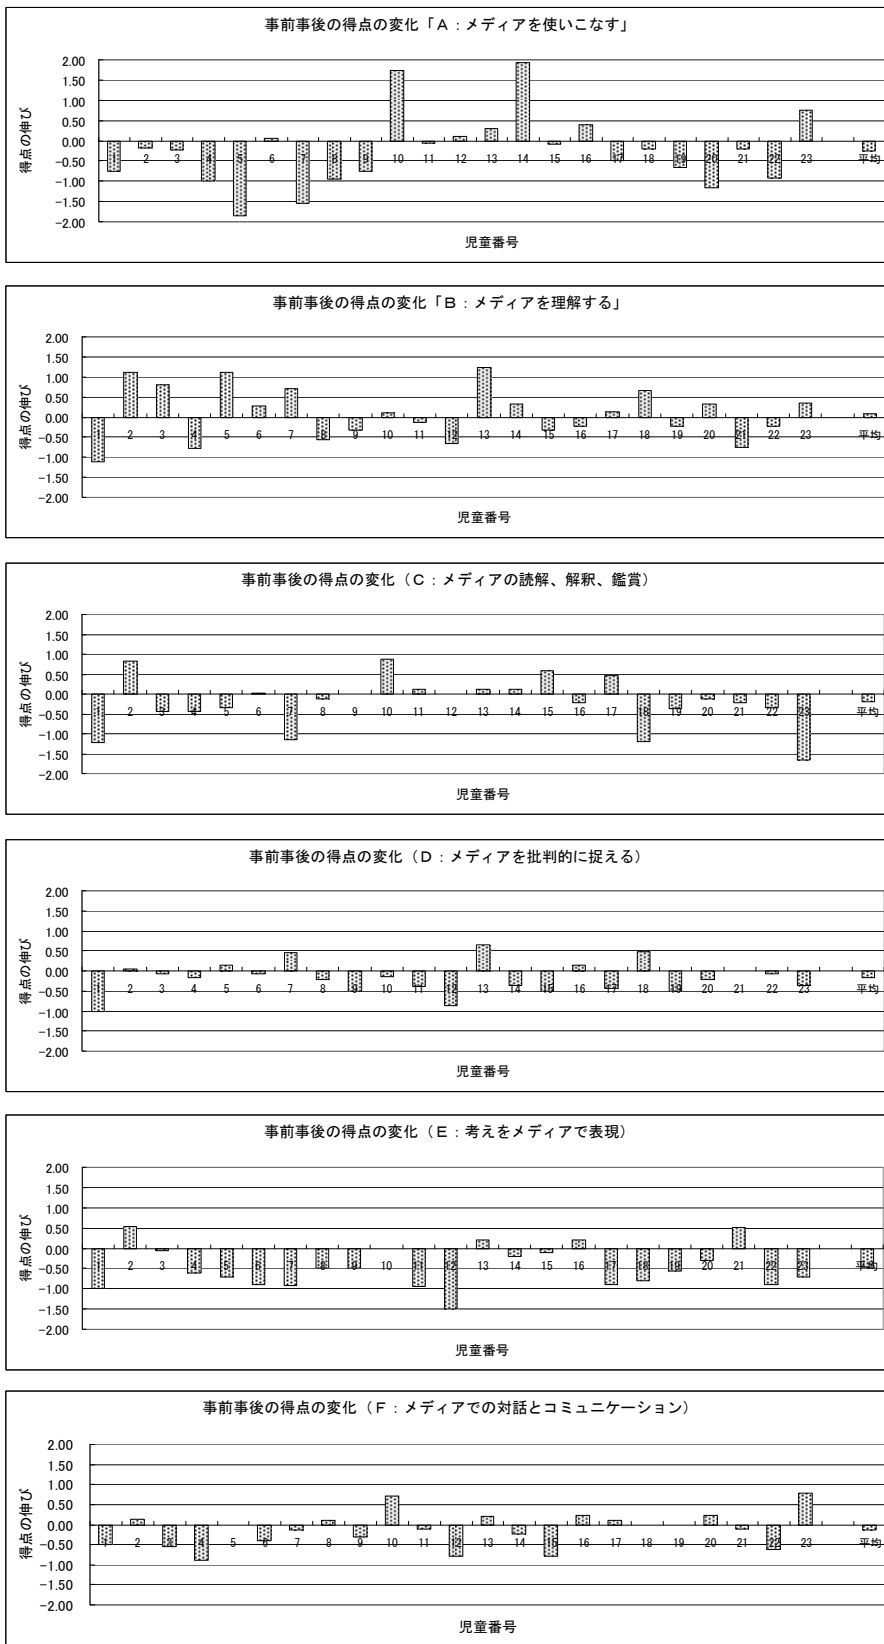 事前事後の得点の変化「A：メディアを使いこなす」
得点の伸び
2.00
1.50
1.00
0.50
0.00
-0.50
-1.00
-1.50
-2.00
1 2 3 4 5 6 7 8 9 10 11 12 13 14 15 16 17 18 19 20 21 22 23 平均
児童番号
事前事後の得点の変化「B：メディアを理解する」
得点の伸び
2.00
1.50
1.00
0.50
0.00
-0.50
-1.00
-1.50
-2.00
1 2 3 4 5 6 7 8 9 10 11 12 13 14 15 16 17 18 19 20 21 22 23 平均
児童番号
事前事後の得点の変化（C：メディアの読解、解釈、鑑賞）
得点の伸び
2.00
1.50
1.00
0.50
0.00
-0.50
-1.00
-1.50
-2.00
1 2 3 4 5 6 7 8 9 10 11 12 13 14 15 16 17 18 19 20 21 22 23 平均
児童番号
事前事後の得点の変化（D：メディアを批判的に捉える）
得点の伸び
2.00
1.50
1.00
0.50
0.00
-0.50
-1.00
-1.50
-2.00
1 2 3 4 5 6 7 8 9 10 11 12 13 14 15 16 17 18 19 20 21 22 23 平均
児童番号
事前事後の得点の変化（E：考えをメディアで表現）
得点の伸び
2.00
1.50
1.00
0.50
0.00
-0.50
-1.00
-1.50
-2.00
1 2 3 4 5 6 7 8 9 10 11 12 13 14 15 16 17 18 19 20 21 22 23 平均
児童番号
事前事後の得点の変化（F：メディアでの対話とコミュニケーション）
得点の伸び
2.00
1.50
1.00
0.50
0.00
-0.50
-1.00
-1.50
-2.00
1 2 3 4 5 6 7 8 9 10 11 12 13 14 15 16 17 18 19 20 21 22 23 平均
児童番号